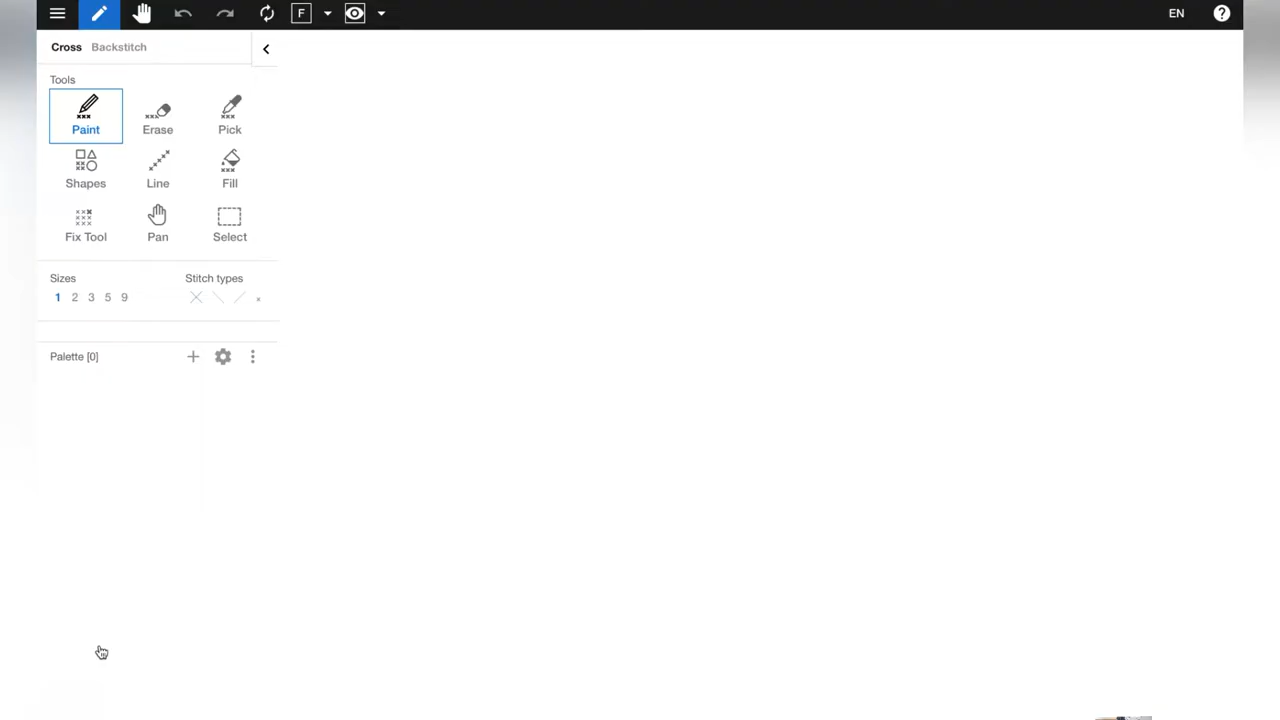 F EN
Cross Backstitch
Tools
Paint Erase Pick
Shapes Line Fill
Fix Tool Pan Select
Sizes Stitch types
1 2 3 5 9
Palette [0]